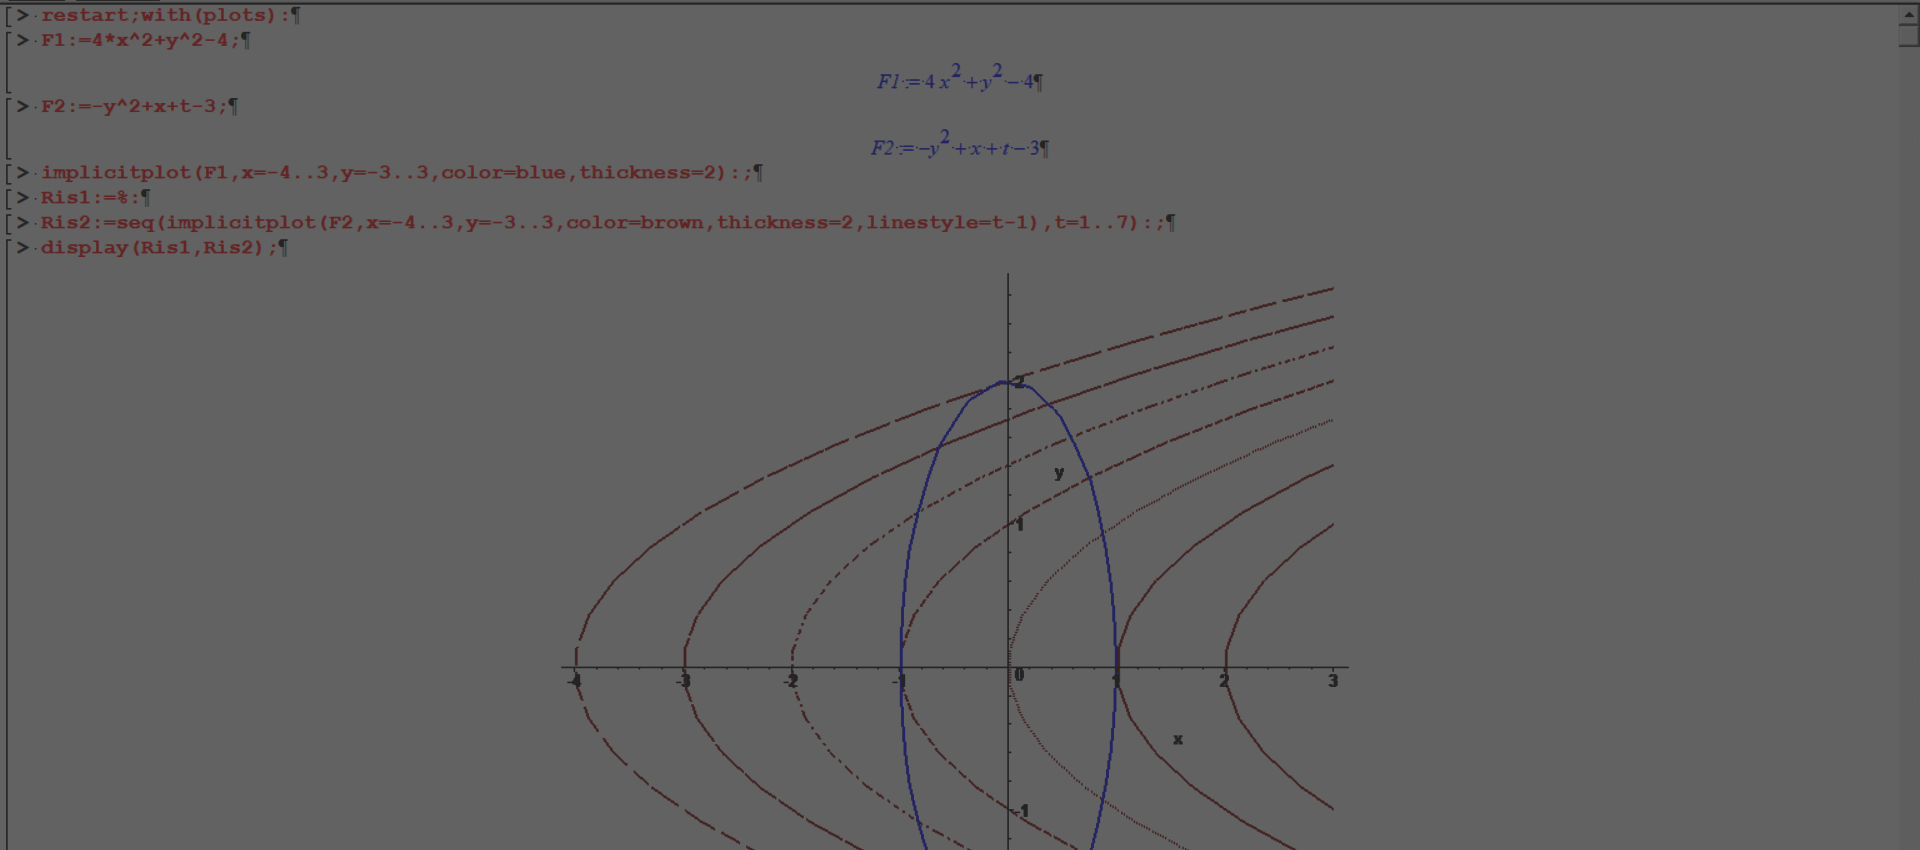 [> restart;with(plots):¶
[> F1:=4*x^2+y^2-4;¶
F1 := 4 x² + y² − 4¶
[> F2:=-y^2+x+t-3;¶
F2 := −y² + x + t − 3¶
[> implicitplot(F1,x=-4..3,y=-3..3,color=blue,thickness=2):;¶
[> Ris1:=%:¶
[> Ris2:=seq(implicitplot(F2,x=-4..3,y=-3..3,color=brown,thickness=2,linestyle=t-1),t=1..7):;¶
[> display(Ris1,Ris2);¶
2
y
1
-4 -3 -2 -1 0 1 2 3
x
-1